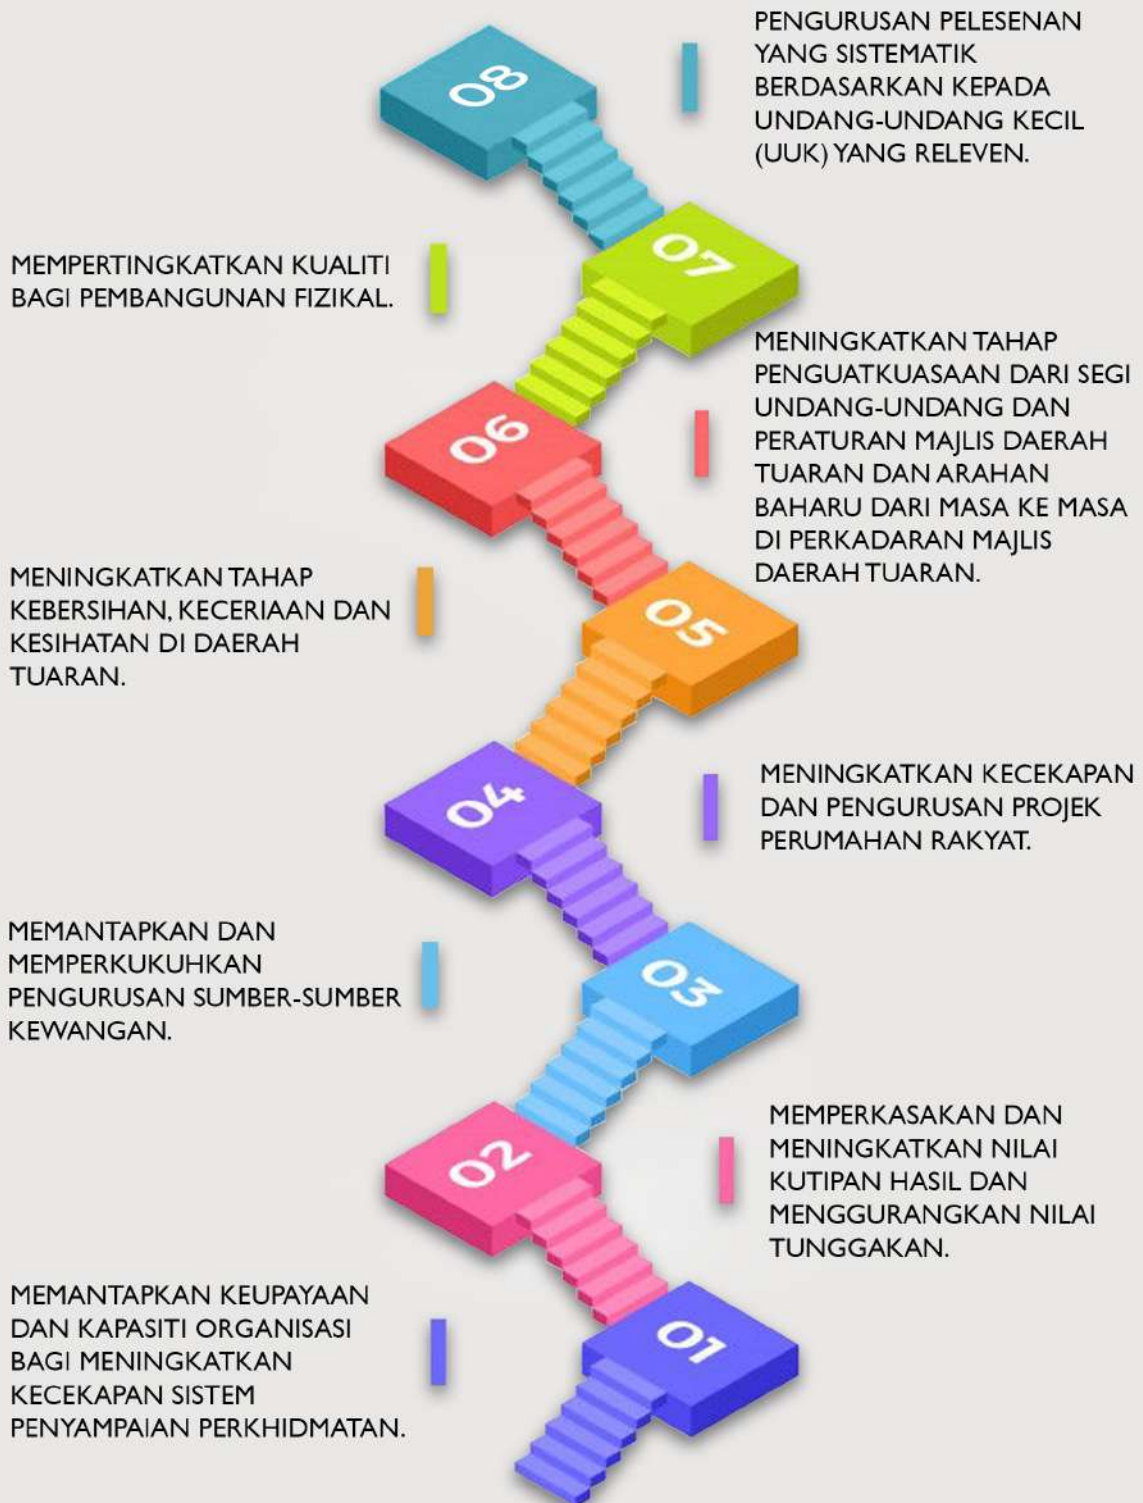 08
PENGURUSAN PELESENAN
YANG SISTEMATIK
BERDASARKAN KEPADA
UNDANG-UNDANG KECIL
(UUK) YANG RELEVEN.
07
MEMPERTINGKATKAN KUALITI
BAGI PEMBANGUNAN FIZIKAL.
06
MENINGKATKAN TAHAP
PENGUATKUASAAN DARI SEGI
UNDANG-UNDANG DAN
PERATURAN MAJLIS DAERAH
TUARAN DAN ARAHAN
BAHARU DARI MASA KE MASA
DI PERKADARAN MAJLIS
DAERAH TUARAN.
05
MENINGKATKAN TAHAP
KEBERSIHAN, KECERIAAN DAN
KESIHATAN DI DAERAH
TUARAN.
04
MENINGKATKAN KECEKAPAN
DAN PENGURUSAN PROJEK
PERUMAHAN RAKYAT.
03
MEMANTAPKAN DAN
MEMPERKUKUHKAN
PENGURUSAN SUMBER-SUMBER
KEWANGAN.
02
MEMPERKASAKAN DAN
MENINGKATKAN NILAI
KUTIPAN HASIL DAN
MENGGURANGKAN NILAI
TUNGGAKAN.
01
MEMANTAPKAN KEUPAYAAN
DAN KAPASITI ORGANISASI
BAGI MENINGKATKAN
KECEKAPAN SISTEM
PENYAMPAIAN PERKHIDMATAN.